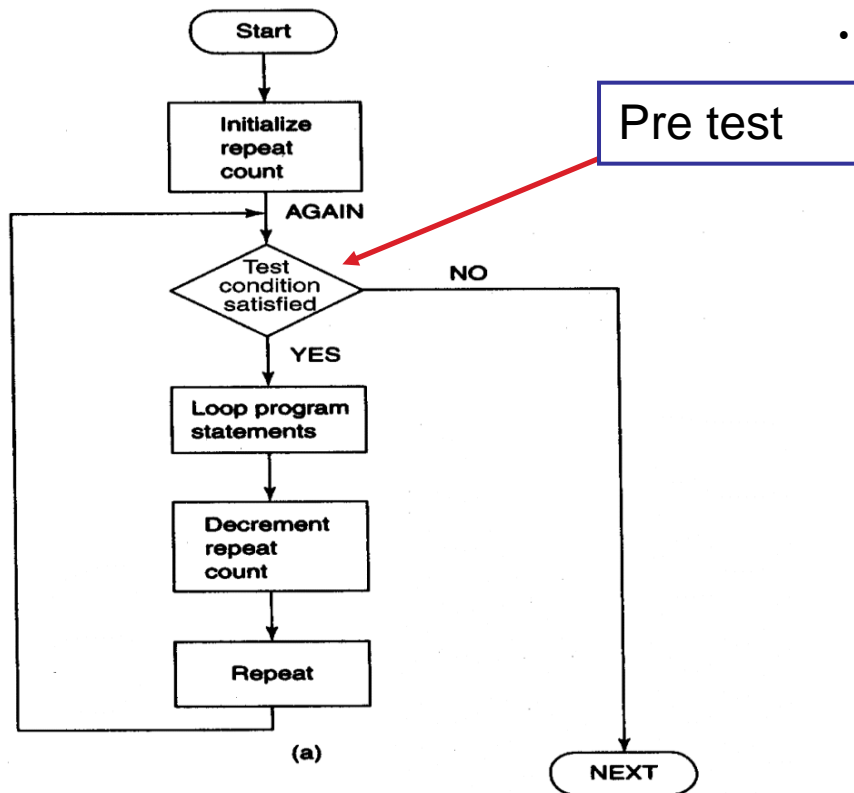 Start
•
Pre test
Initialize
repeat
count
AGAIN
Test
condition
satisfied
NO
YES
Loop program
statements
Decrement
repeat
count
Repeat
(a)
NEXT